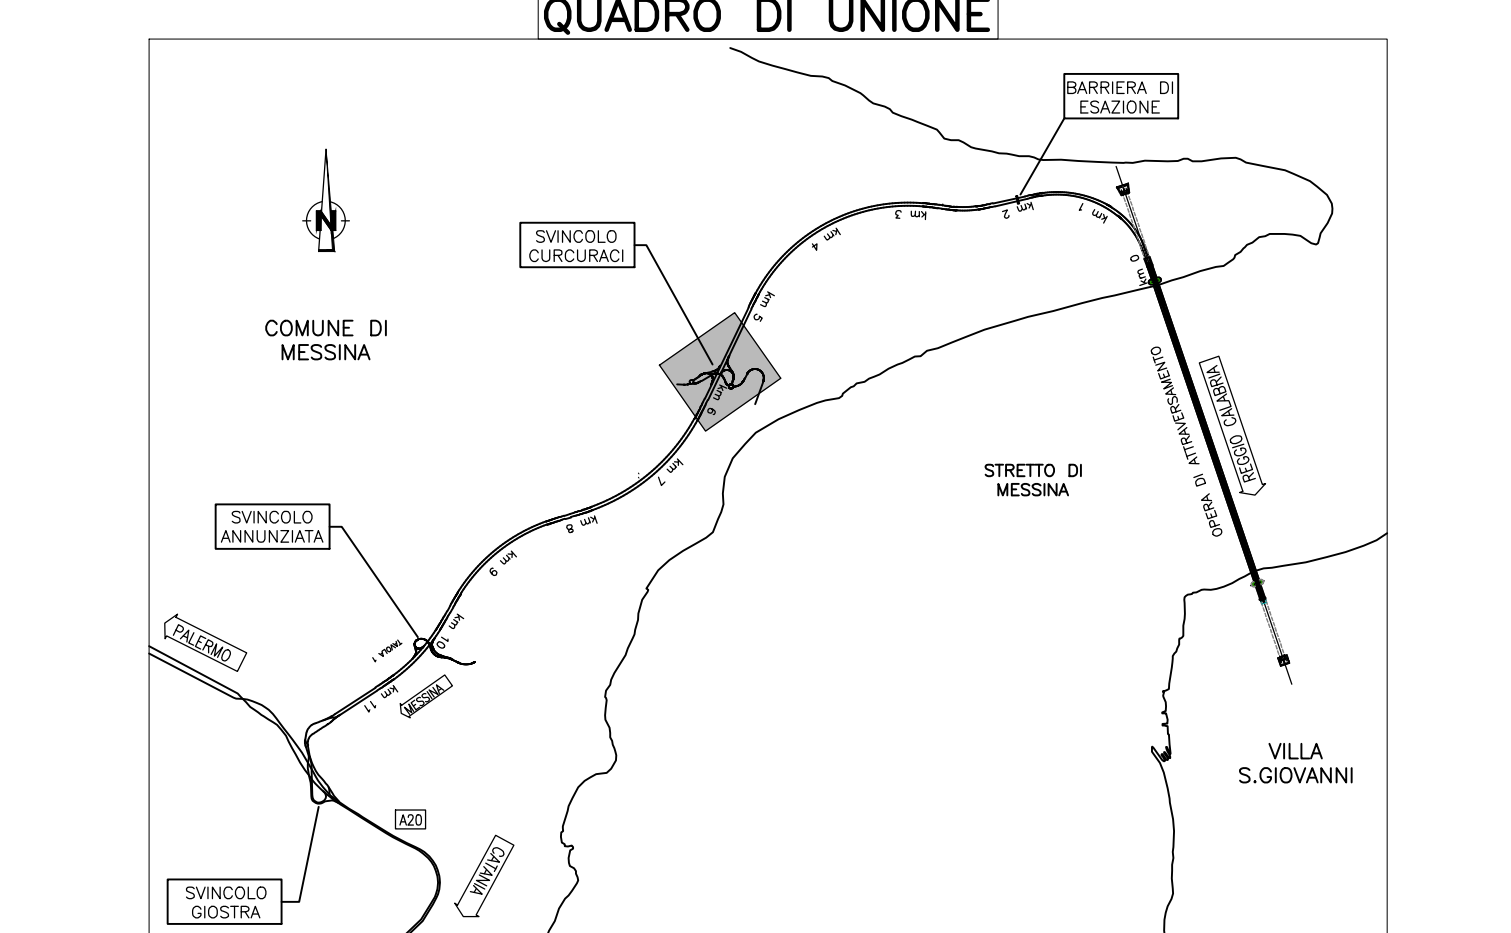 QUADRO DI UNIONE
BARRIERA DI
ESAZIONE
N
SVINCOLO
CURCURACI
COMUNE DI
MESSINA
km 0
km 1
km 2
km 3
km 4
km 5
km 6
km 7
km 8
km 9
km 10
km 11
OPERA DI ATTRAVERSAMENTO
REGGIO CALABRIA
STRETTO DI
MESSINA
SVINCOLO
ANNUNZIATA
PALERMO
TAVOLA 1
MESSINA
VILLA
S.GIOVANNI
A20
CATANIA
SVINCOLO
GIOSTRA